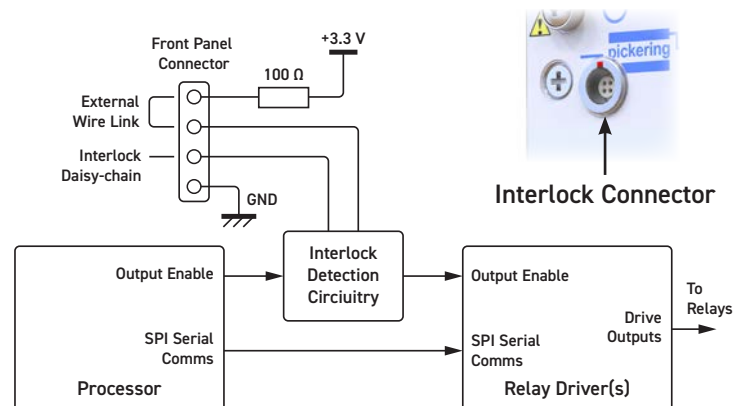 +3.3 V
Front Panel
Connector
100 Ω
External
Wire Link
Interlock
Daisy-chain
GND
pickering
Interlock Connector
Interlock
Detection
Circiuitry
Output Enable
Output Enable
To
Relays
Drive
Outputs
SPI Serial
Comms
SPI Serial
Comms
Processor
Relay Driver(s)